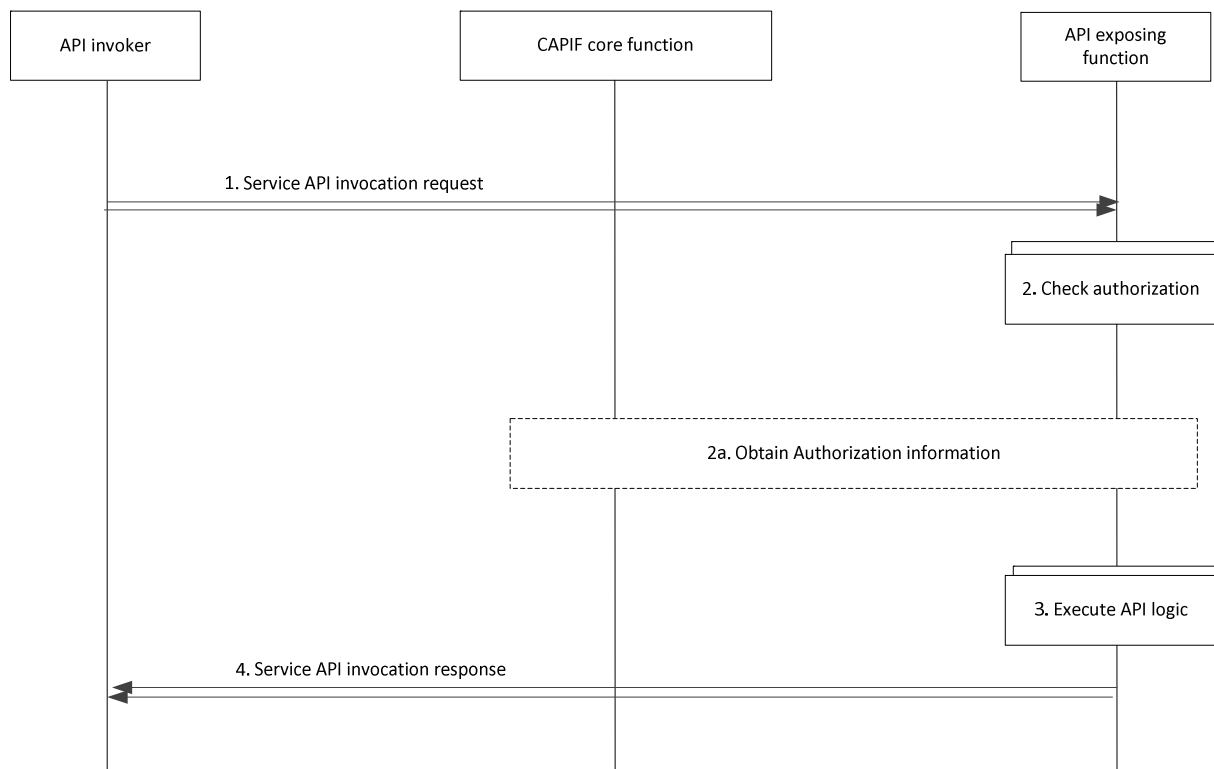 API invoker
CAPIF core function
API exposing
function
1. Service API invocation request
2. Check authorization
2a. Obtain Authorization information
3. Execute API logic
4. Service API invocation response